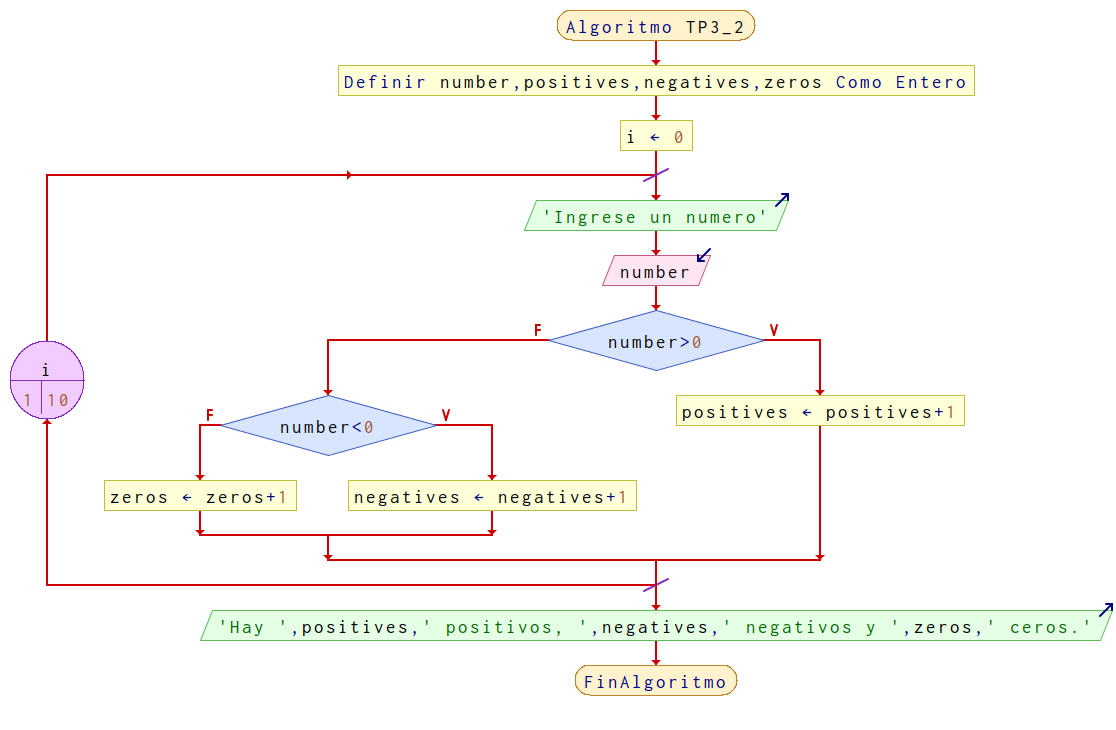 Algoritmo TP3_2
Definir number,positives,negatives,zeros Como Entero
i ← 0
'Ingrese un numero'
number
F
number>0
V
i
1 10
F
number<0
V
positives ← positives+1
zeros ← zeros+1
negatives ← negatives+1
'Hay ',positives,' positivos, ',negatives,' negativos y ',zeros,' ceros.'
FinAlgoritmo